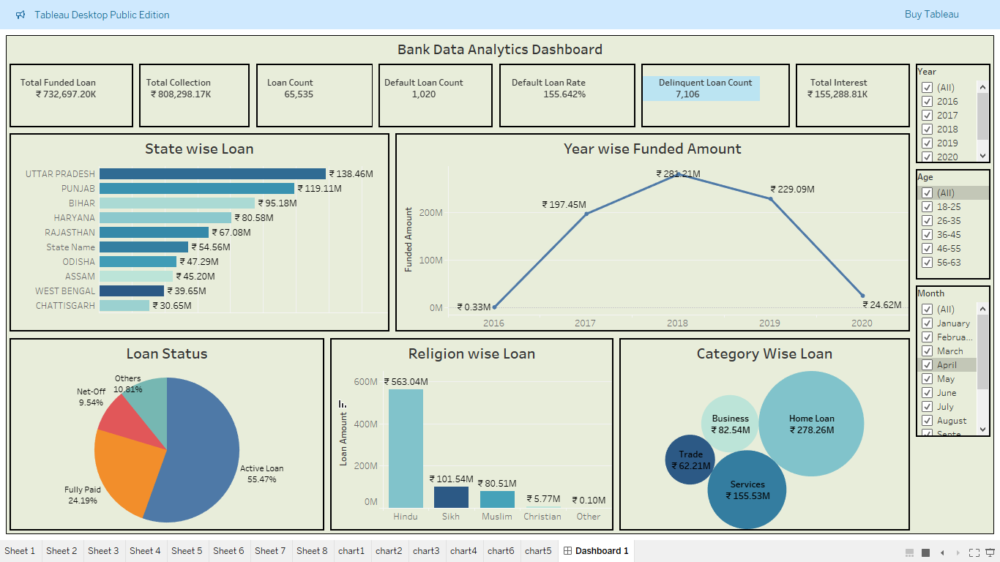 Tableau Desktop Public Edition
Buy Tableau
Bank Data Analytics Dashboard
Total Funded Loan
₹ 732,697.20K
Total Collection
₹ 808,298.17K
Loan Count
65,535
Default Loan Count
1,020
Default Loan Rate
155.642%
Delinquent Loan Count
7,106
Total Interest
₹ 155,288.81K
Year
(All)
2016
2017
2018
2019
2020
State wise Loan
UTTAR PRADESH ₹ 138.46M
PUNJAB ₹ 119.11M
BIHAR ₹ 95.18M
HARYANA ₹ 80.58M
RAJASTHAN ₹ 67.08M
State Name ₹ 54.56M
ODISHA ₹ 47.29M
ASSAM ₹ 45.20M
WEST BENGAL ₹ 39.65M
CHATTISGARH ₹ 30.65M
Year wise Funded Amount
Funded Amount
200M
100M
0M
₹ 0.33M
₹ 197.45M
₹ 281.21M
₹ 229.09M
₹ 24.62M
2016 2017 2018 2019 2020
Age
(All)
18-25
26-35
36-45
46-55
56-63
Month
(All)
January
Februa...
March
April
May
June
July
August
Septe
Loan Status
Others
10.81%
Net-Off
9.54%
Fully Paid
24.19%
Active Loan
55.47%
Religion wise Loan
Loan Amount
600M
400M
200M
0M
₹ 563.04M
₹ 101.54M
₹ 80.51M
₹ 5.77M
₹ 0.10M
Hindu Sikh Muslim Christian Other
Category Wise Loan
Business
₹ 82.54M
Home Loan
₹ 278.26M
Trade
₹ 62.21M
Services
₹ 155.53M
Sheet 1 Sheet 2 Sheet 3 Sheet 4 Sheet 5 Sheet 6 Sheet 7 Sheet 8 chart1 chart2 chart3 chart4 chart6 chart5 Dashboard 1